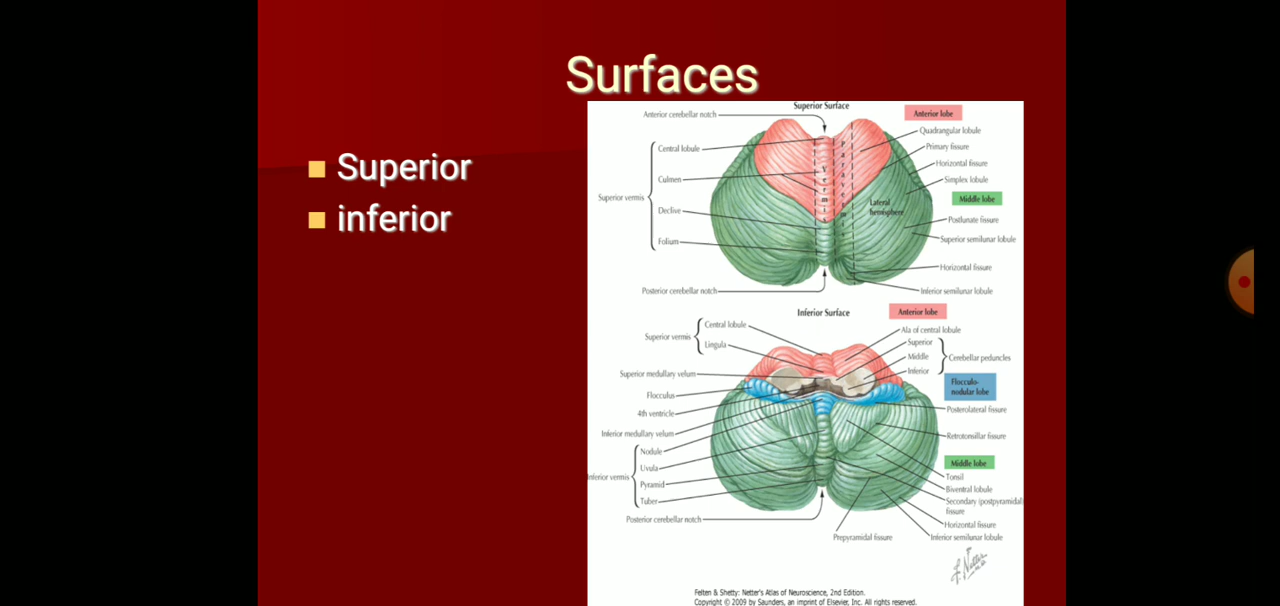 Surfaces
Superior
inferior
Superior Surface
Anterior cerebellar notch
Central lobule
Culmen
Superior vermis
Declive
Folium
Posterior cerebellar notch
Vermis
Paraverm
Lateral
hemisphere
Anterior lobe
Quadrangular lobule
Primary fissure
Horizontal fissure
Simplex lobule
Middle lobe
Postlunate fissure
Superior semilunar lobule
Horizontal fissure
Inferior semilunar lobule
Inferior Surface
Central lobule
Superior vermis
Lingula
Superior medullary velum
Flocculus
4th ventricle
Inferior medullary velum
Nodule
Uvula
Inferior vermis
Pyramid
Tuber
Posterior cerebellar notch
Anterior lobe
Ala of central lobule
Superior
Middle
Cerebellar peduncles
Inferior
Flocculo-
nodular lobe
Posterolateral fissure
Retrotonsillar fissure
Middle lobe
Tonsil
Biventral lobule
Secondary (postpyramidal)
fissure
Horizontal fissure
Inferior semilunar lobule
Prepyramidal fissure
F. Netter
Felten & Shetty: Netter's Atlas of Neuroscience, 2nd Edition.
Copyright © 2009 by Saunders, an imprint of Elsevier, Inc. All rights reserved.